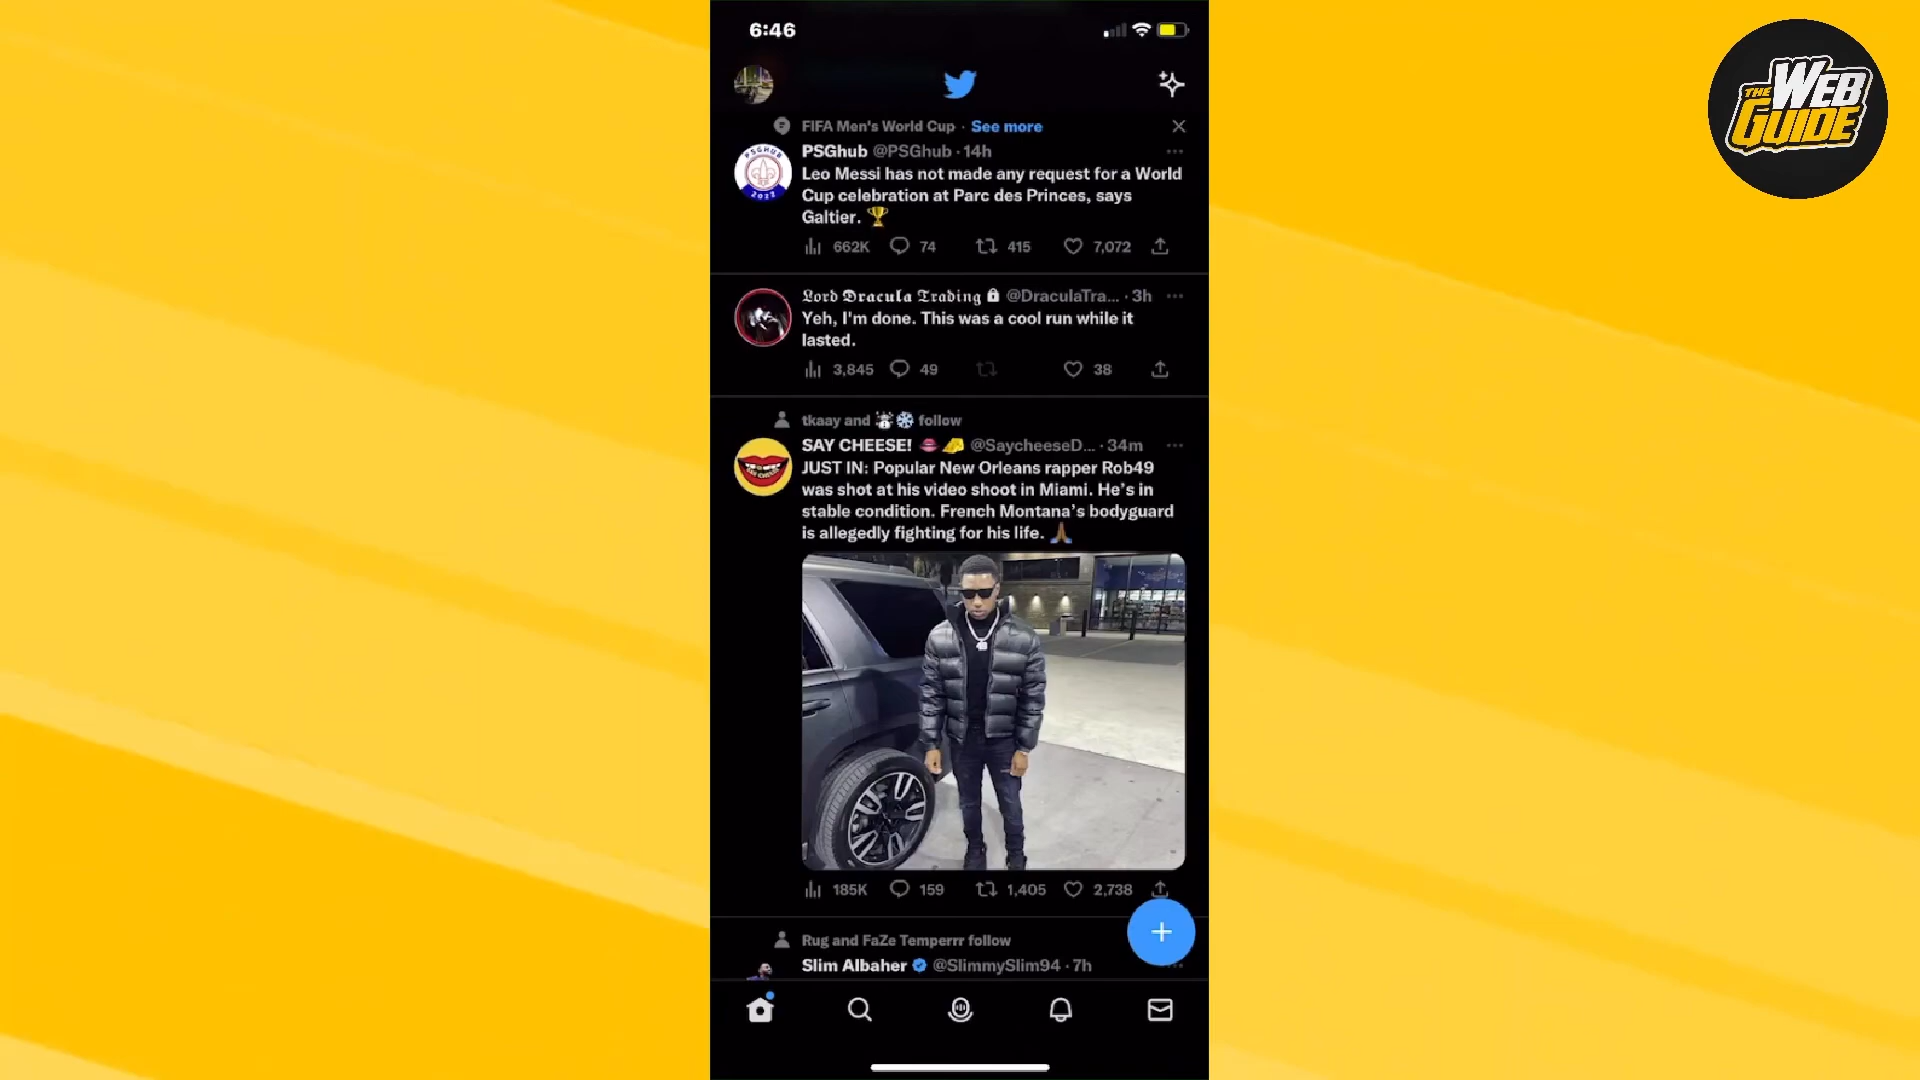 6:46
THE WEB GUIDE
FIFA Men's World Cup · See more
PSGhub @PSGhub · 14h
PSGHUB
2022
Leo Messi has not made any request for a World
Cup celebration at Parc des Princes, says
Galtier. 🏆
662K 74 415 7,072
𝕷𝖔𝖗𝖉 𝕯𝖗𝖆𝖈𝖚𝖑𝖆 𝕿𝖗𝖆𝖉𝖎𝖓𝖌 🔒 @DraculaTra... · 3h
Yeh, I'm done. This was a cool run while it
lasted.
3,845 49 38
tkaay and ☃️❄️ follow
SAY CHEESE! 👄🧀 @SaycheeseD... · 34m
SAY CHEESE
JUST IN: Popular New Orleans rapper Rob49
was shot at his video shoot in Miami. He's in
stable condition. French Montana's bodyguard
is allegedly fighting for his life. 🙏🏾
185K 159 1,405 2,738
Rug and FaZe Temperrr follow
Slim Albaher @SlimmySlim94 · 7h